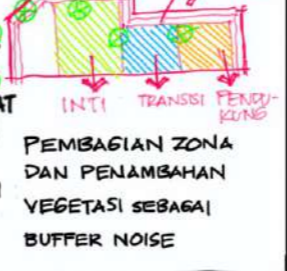 AT
INTI TRANSISI PENDU-
KUNG
PEMBAGIAN ZONA
DAN PENAMBAHAN
VEGETASI SEBAGAI
BUFFER NOISE